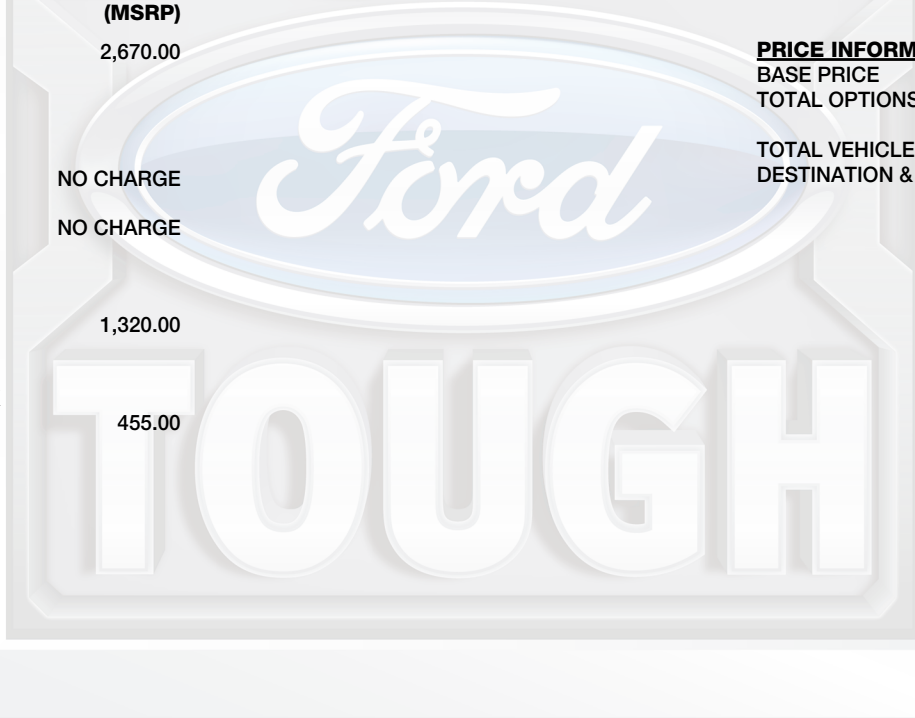 (MSRP)
2,670.00
NO CHARGE
NO CHARGE
1,320.00
455.00
PRICE INFORM
BASE PRICE
TOTAL OPTIONS
TOTAL VEHICLE
DESTINATION &
Ford
TOUGH